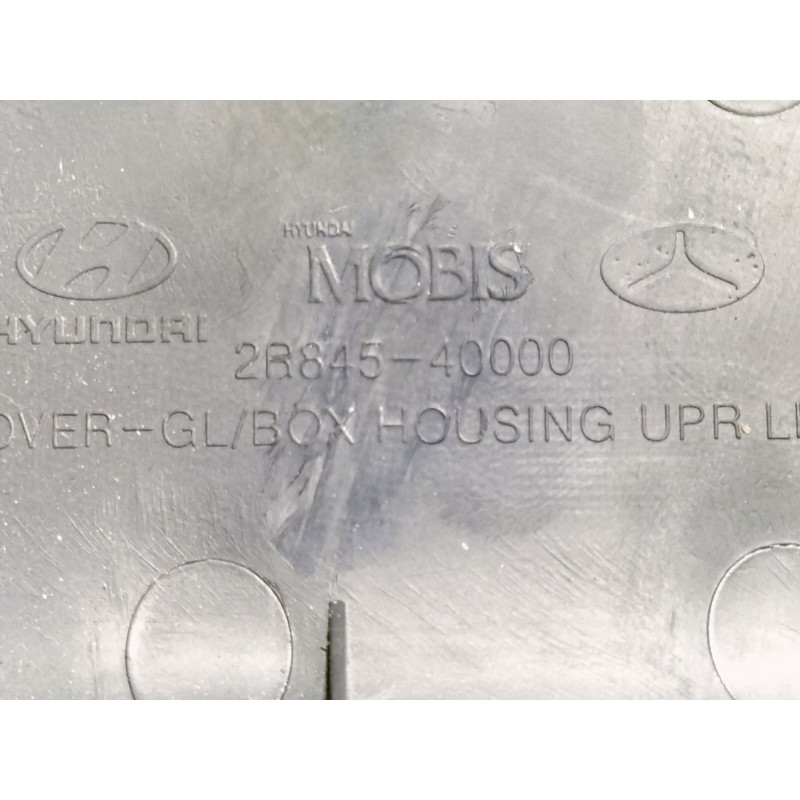 HYUNDAI
MOBIS
HYUNDAI
2R845-40000
OVER-GL/BOX HOUSING UPR